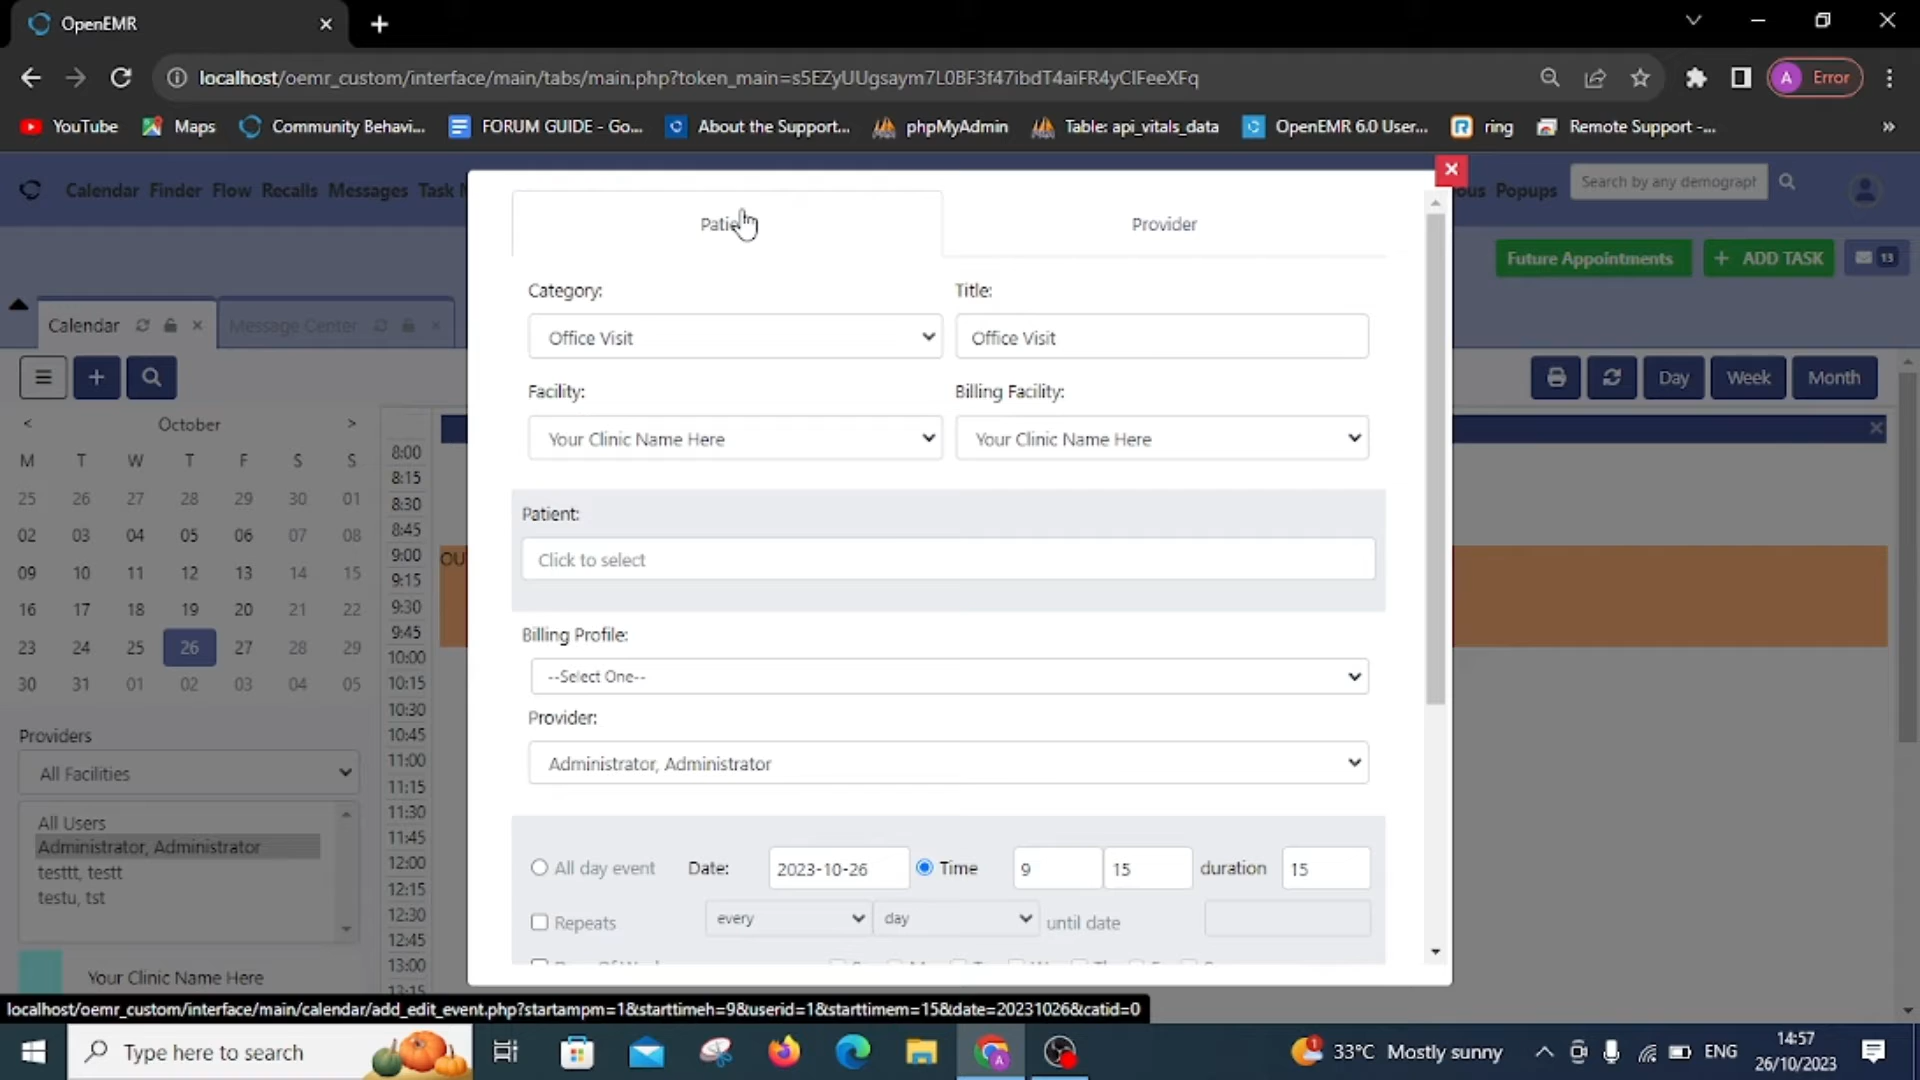 OpenEMR
localhost/oemr_custom/interface/main/tabs/main.php?token_main=s5EZyUUgsaym7L0BF3f47ibdT4aiFR4yClFeeXFq
A Error
YouTube Maps Community Behavi... FORUM GUIDE - Go... About the Support... phpMyAdmin Table: api_vitals_data OpenEMR 6.0 User... ring Remote Support -... »
Calendar Finder Flow Recalls Messages Task
Popups Search by any demograph
Patie
Provider
Future Appointments + ADD TASK 13
Calendar
Message Center
Day Week Month
< October >
M T W T F S S
25 26 27 28 29 30 01
02 03 04 05 06 07 08
09 10 11 12 13 14 15
16 17 18 19 20 21 22
23 24 25 26 27 28 29
30 31 01 02 03 04 05
Providers
All Facilities
All Users
Administrator, Administrator
testtt, testt
testu, tst
Your Clinic Name Here
8:00
8:15
8:30
8:45
9:00
9:15
9:30
9:45
10:00
10:15
10:30
10:45
11:00
11:15
11:30
11:45
12:00
12:15
12:30
12:45
13:00
13:15
OU
Category: Title:
Office Visit Office Visit
Facility: Billing Facility:
Your Clinic Name Here Your Clinic Name Here
Patient:
Click to select
Billing Profile:
--Select One--
Provider:
Administrator, Administrator
All day event Date: 2023-10-26 Time 9 15 duration 15
Repeats every day until date
localhost/oemr_custom/interface/main/calendar/add_edit_event.php?startampm=1&starttimeh=9&userid=1&starttimem=15&date=20231026&catid=0
Type here to search
33°C Mostly sunny
ENG
14:57
26/10/2023